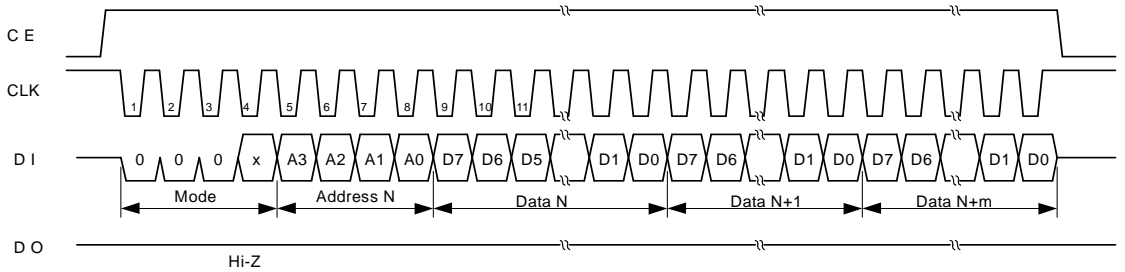 C E
CLK
1 2 3 4 5 6 7 8 9 10 11
D I
0 0 0 x A3 A2 A1 A0 D7 D6 D5 D1 D0 D7 D6 D1 D0 D7 D6 D1 D0
Mode Address N Data N Data N+1 Data N+m
D O
Hi-Z